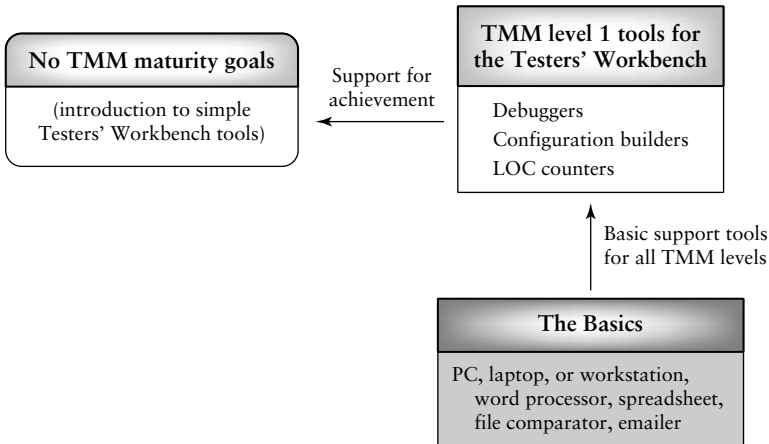 No TMM maturity goals
(introduction to simple
Testers’ Workbench tools)
Support for
achievement
TMM level 1 tools for
the Testers’ Workbench
Debuggers
Configuration builders
LOC counters
Basic support tools
for all TMM levels
The Basics
PC, laptop, or workstation,
word processor, spreadsheet,
file comparator, emailer